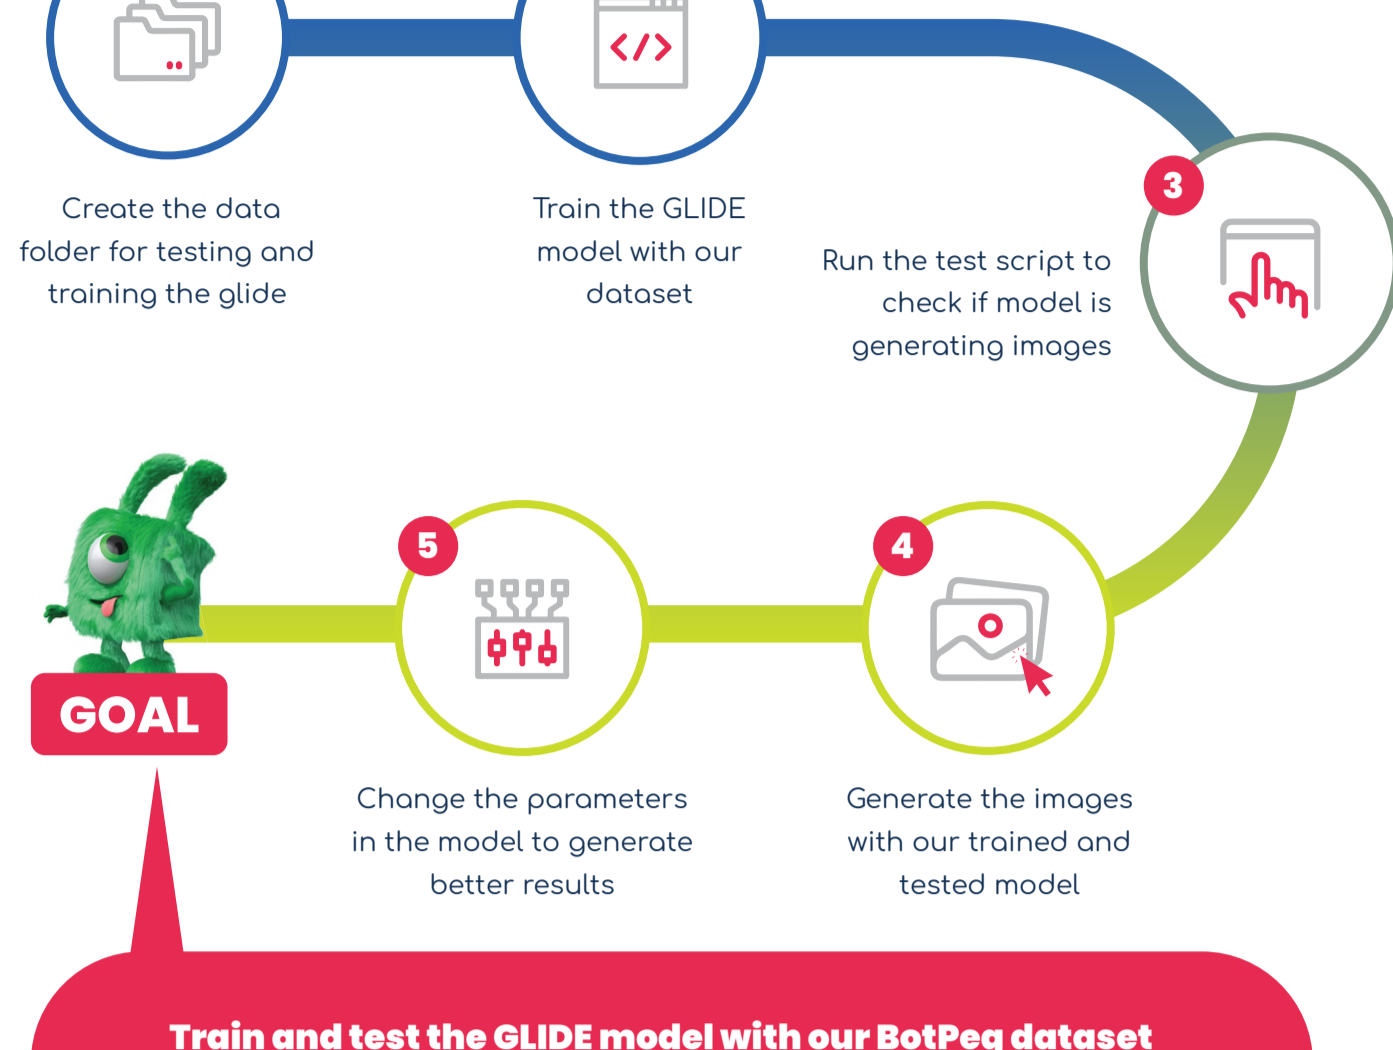 </>
Create the data
folder for testing and
training the glide
Train the GLIDE
model with our
dataset
3
Run the test script to
check if model is
generating images
5
4
GOAL
Change the parameters
in the model to generate
better results
Generate the images
with our trained and
tested model
Train and test the GLIDE model with our BotPeg dataset